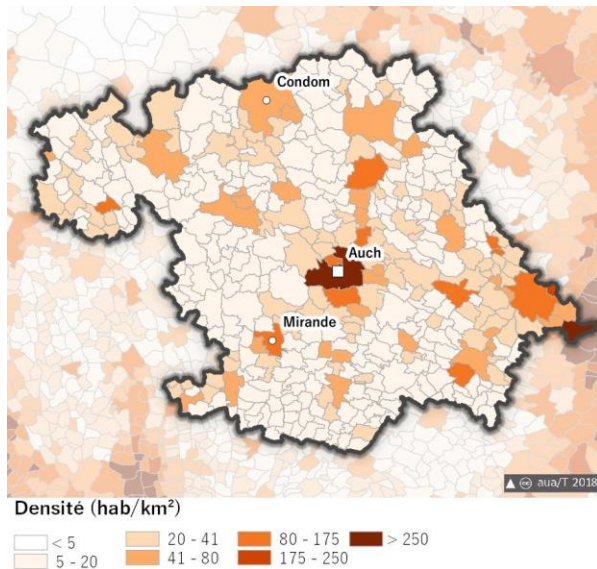 Condom
Auch
Mirande
aua/T 2018
Densité (hab/km²)
< 5
20 - 41
80 - 175
> 250
5 - 20
41 - 80
175 - 250